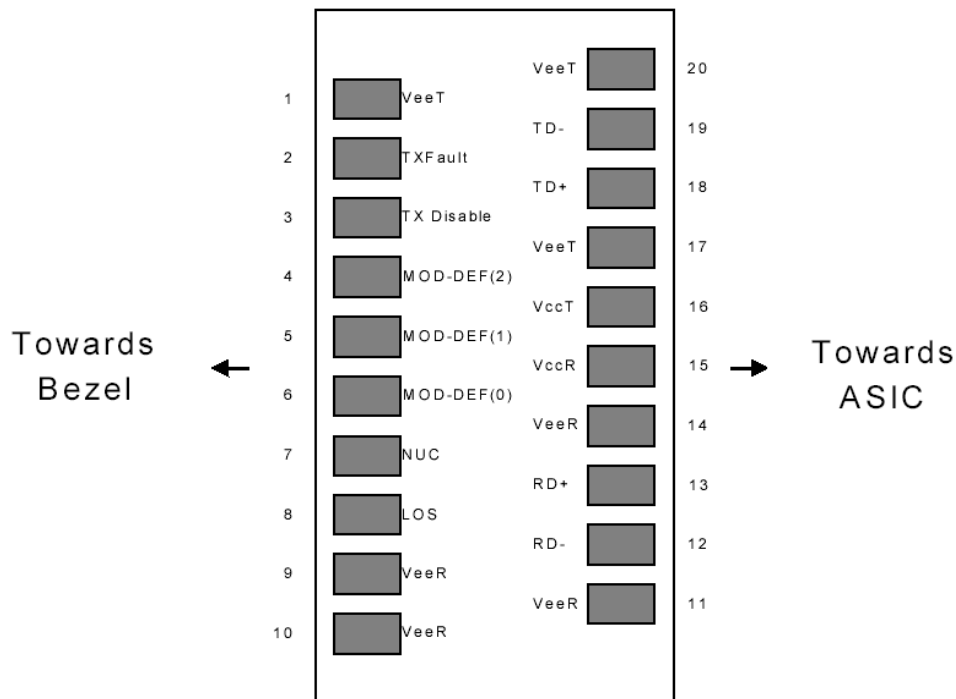 VeeT 20
1 VeeT
TD- 19
2 TXFault
TD+ 18
3 TX Disable
VeeT 17
4 MOD-DEF(2)
VccT 16
5 MOD-DEF(1)
Towards
Bezel
VccR 15
Towards
ASIC
6 MOD-DEF(0)
VeeR 14
7 NUC
RD+ 13
8 LOS
RD- 12
9 VeeR
VeeR 11
10 VeeR